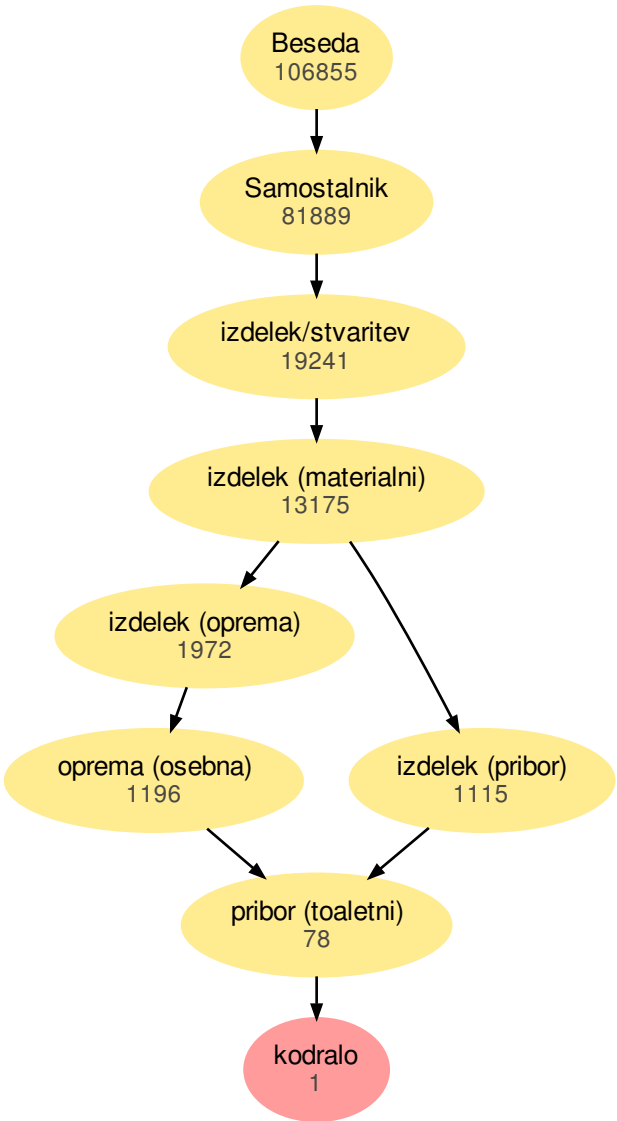 Beseda
106855
Samostalnik
81889
izdelek/stvaritev
19241
izdelek (materialni)
13175
izdelek (oprema)
1972
oprema (osebna)
1196
izdelek (pribor)
1115
pribor (toaletni)
78
kodralo
1